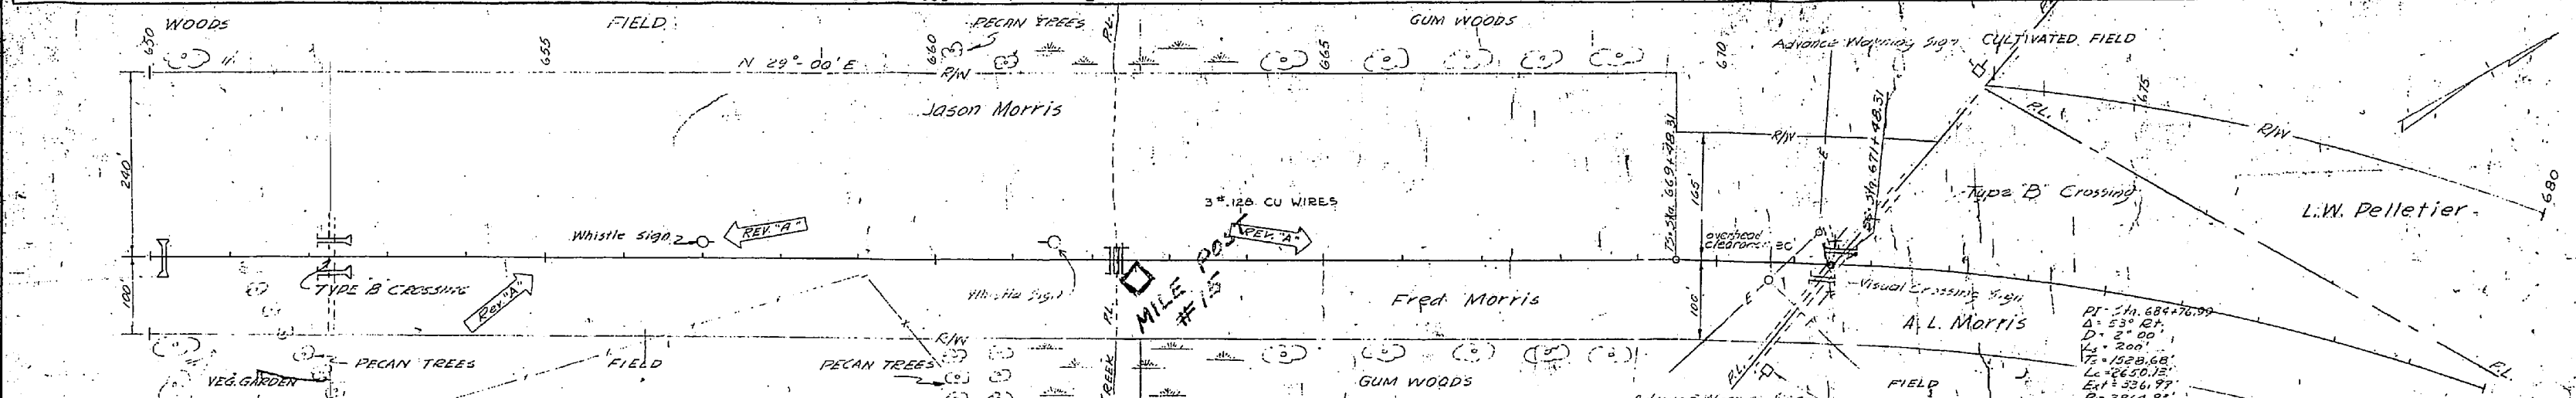 WOODS
FIELD
PECAN TREES
P.L.
GUM WOODS
Advance Warning Sign
CULTIVATED FIELD
650
655
660
665
670
675
680
N 29°-00' E
R/W
Jason Morris
R/W
P.L.
R/W
240'
TS. Sta. 669+48.31
165'
E
SC. Sta. 671+48.31
Type "B" Crossing
L.W. Pelletier
3 #.128 CU WIRES
Whistle Sign
REV. "A"
REV. "A"
overhead
clearance 30'
100'
TYPE B CROSSING
REV. "A"
Whistle Sign
MILE POST
#15
Fred Morris
100'
E
Visual Crossing Sign
A.L. Morris
PI = Sta. 684+76.99
Δ = 53° Rt.
D = 2° 00'
Ls = 200'
Ts = 1528.68'
Lc = 2650.13'
Ext = 336.97'
P.L.
R/W
PECAN TREES
FIELD
PECAN TREES
VEG. GARDEN
CREEK
GUM WOODS
P.L.
FIELD
P.L.